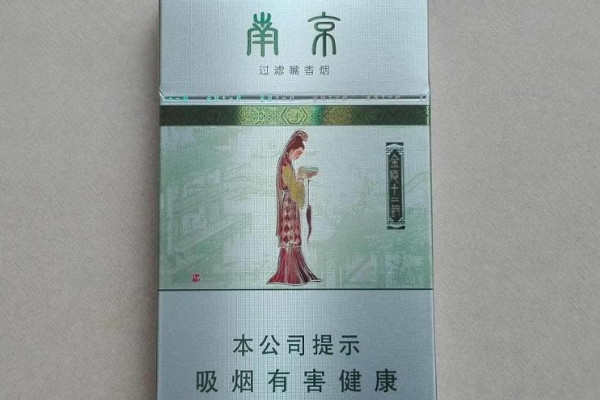 南京
过滤嘴香烟
金陵十二钗
本公司提示
吸烟有害健康